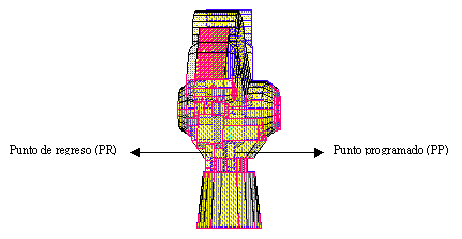 Punto de regreso (PR)
Punto programado (PP)